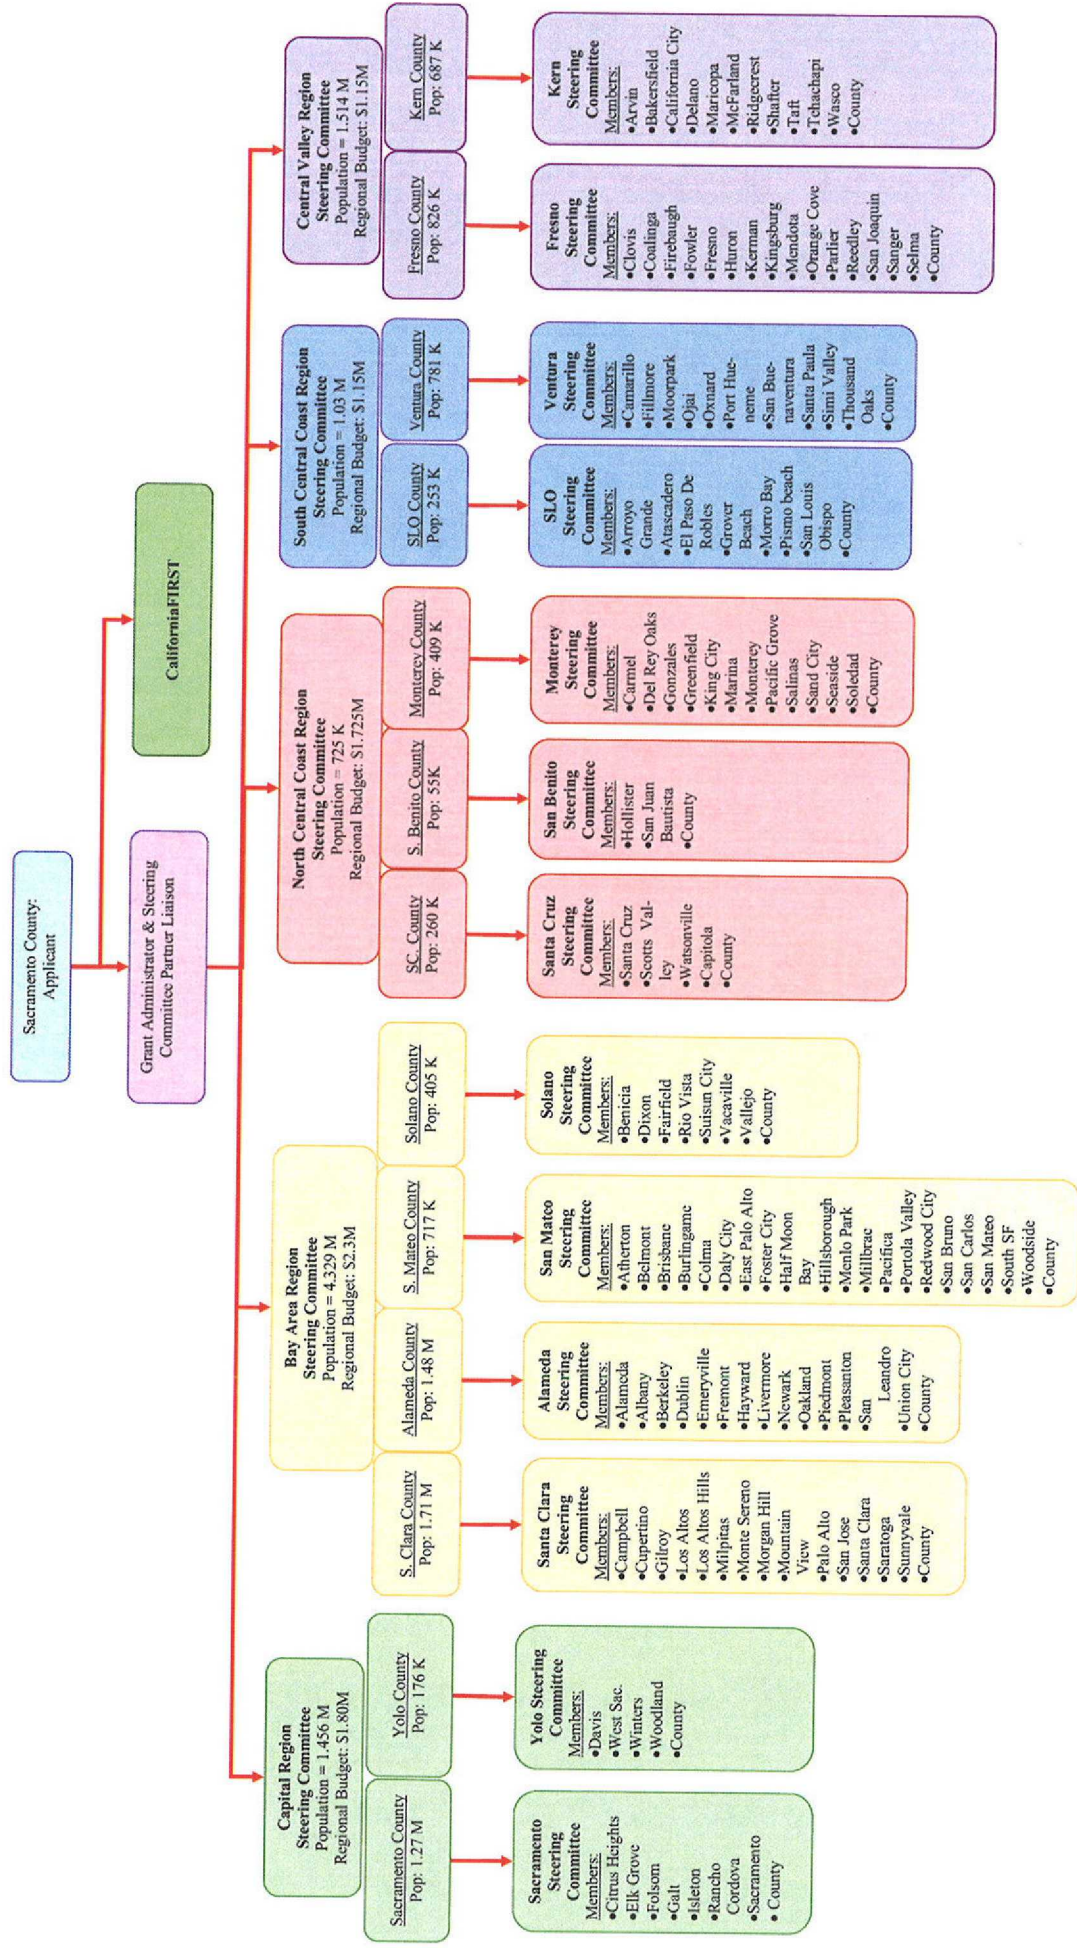 Sacramento County:
Applicant
Grant Administrator & Steering
Committee Partner Liaison
CaliforniaFIRST
Capital Region
Steering Committee
Population = 1.456 M
Regional Budget: $1.80M
Sacramento County
Pop: 1.27 M
Yolo County
Pop: 176 K
Sacramento
Steering
Committee
Members:
•Citrus Heights
•Elk Grove
•Folsom
•Galt
•Isleton
•Rancho
Cordova
•Sacramento
• County
Yolo Steering
Committee
Members:
•Davis
•West Sac.
•Winters
•Woodland
•County
Bay Area Region
Steering Committee
Population = 4.329 M
Regional Budget: $2.3M
S. Clara County
Pop: 1.71 M
Alameda County
Pop: 1.48 M
S. Mateo County
Pop: 717 K
Solano County
Pop: 405 K
Santa Clara
Steering
Committee
Members:
•Campbell
•Cupertino
•Gilroy
•Los Altos
•Los Altos Hills
•Milpitas
•Monte Sereno
•Morgan Hill
•Mountain
View
•Palo Alto
•San Jose
•Santa Clara
•Saratoga
•Sunnyvale
•County
Alameda
Steering
Committee
Members:
•Alameda
•Albany
•Berkeley
•Dublin
•Emeryville
•Fremont
•Hayward
•Livermore
•Newark
•Oakland
•Piedmont
•Pleasanton
•San
Leandro
•Union City
•County
San Mateo
Steering
Committee
Members:
•Atherton
•Belmont
•Brisbane
•Burlingame
•Colma
•Daly City
•East Palo Alto
•Foster City
•Half Moon
Bay
•Hillsborough
•Menlo Park
•Millbrae
•Pacifica
•Portola Valley
•Redwood City
•San Bruno
•San Carlos
•San Mateo
•South SF
•Woodside
•County
Solano
Steering
Committee
Members:
•Benicia
•Dixon
•Fairfield
•Rio Vista
•Suisun City
•Vacaville
•Vallejo
•County
North Central Coast Region
Steering Committee
Population = 725 K
Regional Budget: $1.725M
SC. County
Pop: 260 K
S. Benito County
Pop: 55K
Monterey County
Pop: 409 K
Santa Cruz
Steering
Committee
Members:
•Santa Cruz
•Scotts Val-
ley
•Watsonville
•Capitola
•County
San Benito
Steering
Committee
Members:
•Hollister
•San Juan
Bautista
•County
Monterey
Steering
Committee
Members:
•Carmel
•Del Rey Oaks
•Gonzales
•Greenfield
•King City
•Marina
•Monterey
•Pacific Grove
•Salinas
•Sand City
•Seaside
•Soledad
•County
South Central Coast Region
Steering Committee
Population = 1.03 M
Regional Budget: $1.15M
SLO County
Pop: 253 K
Ventura County
Pop: 781 K
SLO
Steering
Committee
Members:
•Arroyo
Grande
•Atascadero
•El Paso De
Robles
•Grover
Beach
•Morro Bay
•Pismo beach
•San Louis
Obispo
•County
Ventura
Steering
Committee
Members:
•Camarillo
•Fillmore
•Moorpark
•Ojai
•Oxnard
•Port Hue-
neme
•San Bue-
naventura
•Santa Paula
•Simi Valley
•Thousand
Oaks
•County
Central Valley Region
Steering Committee
Population = 1.514 M
Regional Budget: $1.15M
Fresno County
Pop: 826 K
Kern County
Pop: 687 K
Fresno
Steering
Committee
Members:
•Clovis
•Coalinga
•Firebaugh
•Fowler
•Fresno
•Huron
•Kerman
•Kingsburg
•Mendota
•Orange Cove
•Parlier
•Reedley
•San Joaquin
•Sanger
•Selma
•County
Kern
Steering
Committee
Members:
•Arvin
•Bakersfield
•California City
•Delano
•Maricopa
•McFarland
•Ridgecrest
•Shafter
•Taft
•Tehachapi
•Wasco
•County